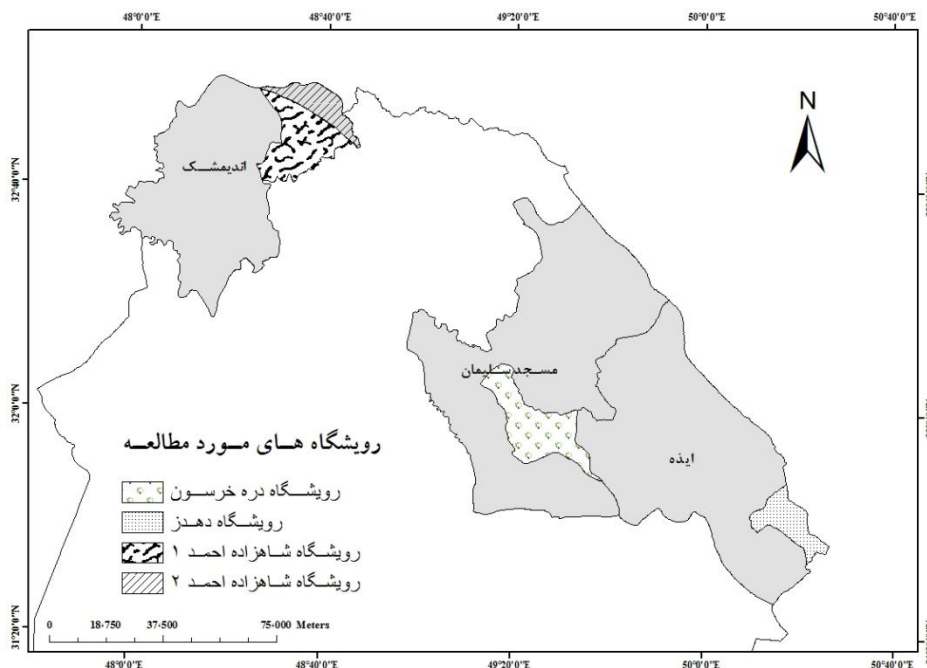 48°0'0"E 48°40'0"E 49°20'0"E 50°0'0"E 50°40'0"E
N
32°40'0"N
اندیمشک
32°0'0"N
مسجدسلیمان
ایذه
رویشگاه های مورد مطالعه
رویشگاه دره خرسون
رویشگاه دهدز
رویشگاه شاهزاده احمد ۱
رویشگاه شاهزاده احمد ۲
0 18·750 37·500 75·000 Meters
31°20'0"N
48°0'0"E 48°40'0"E 49°20'0"E 50°0'0"E 50°40'0"E